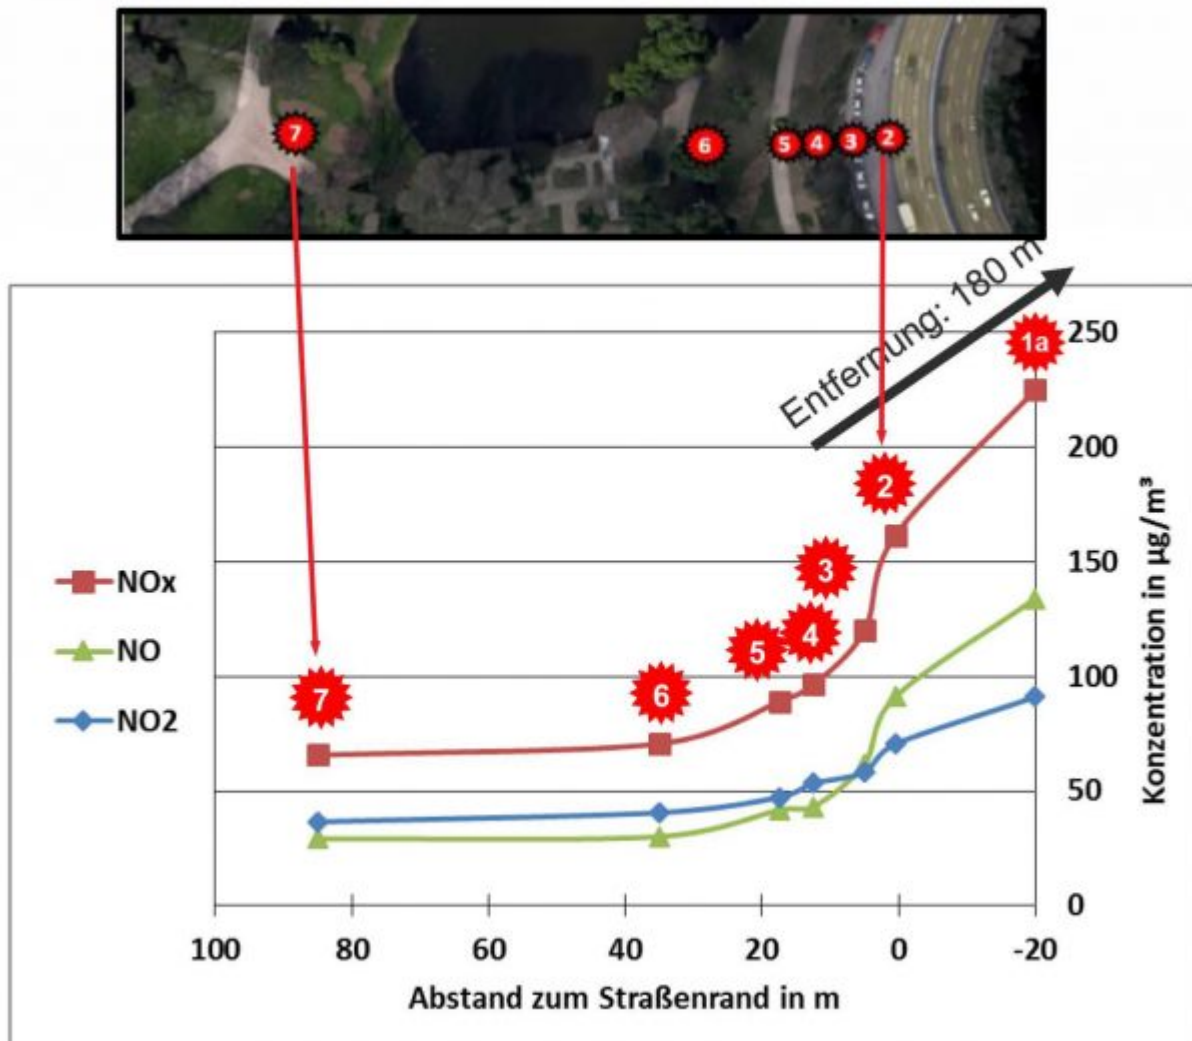 7
6
5
4
3
2
Entfernung: 180 m
1a
2
3
4
5
6
7
NOx
NO
NO2
250
200
150
100
50
0
Konzentration in µg/m³
100 80 60 40 20 0 -20
Abstand zum Straßenrand in m